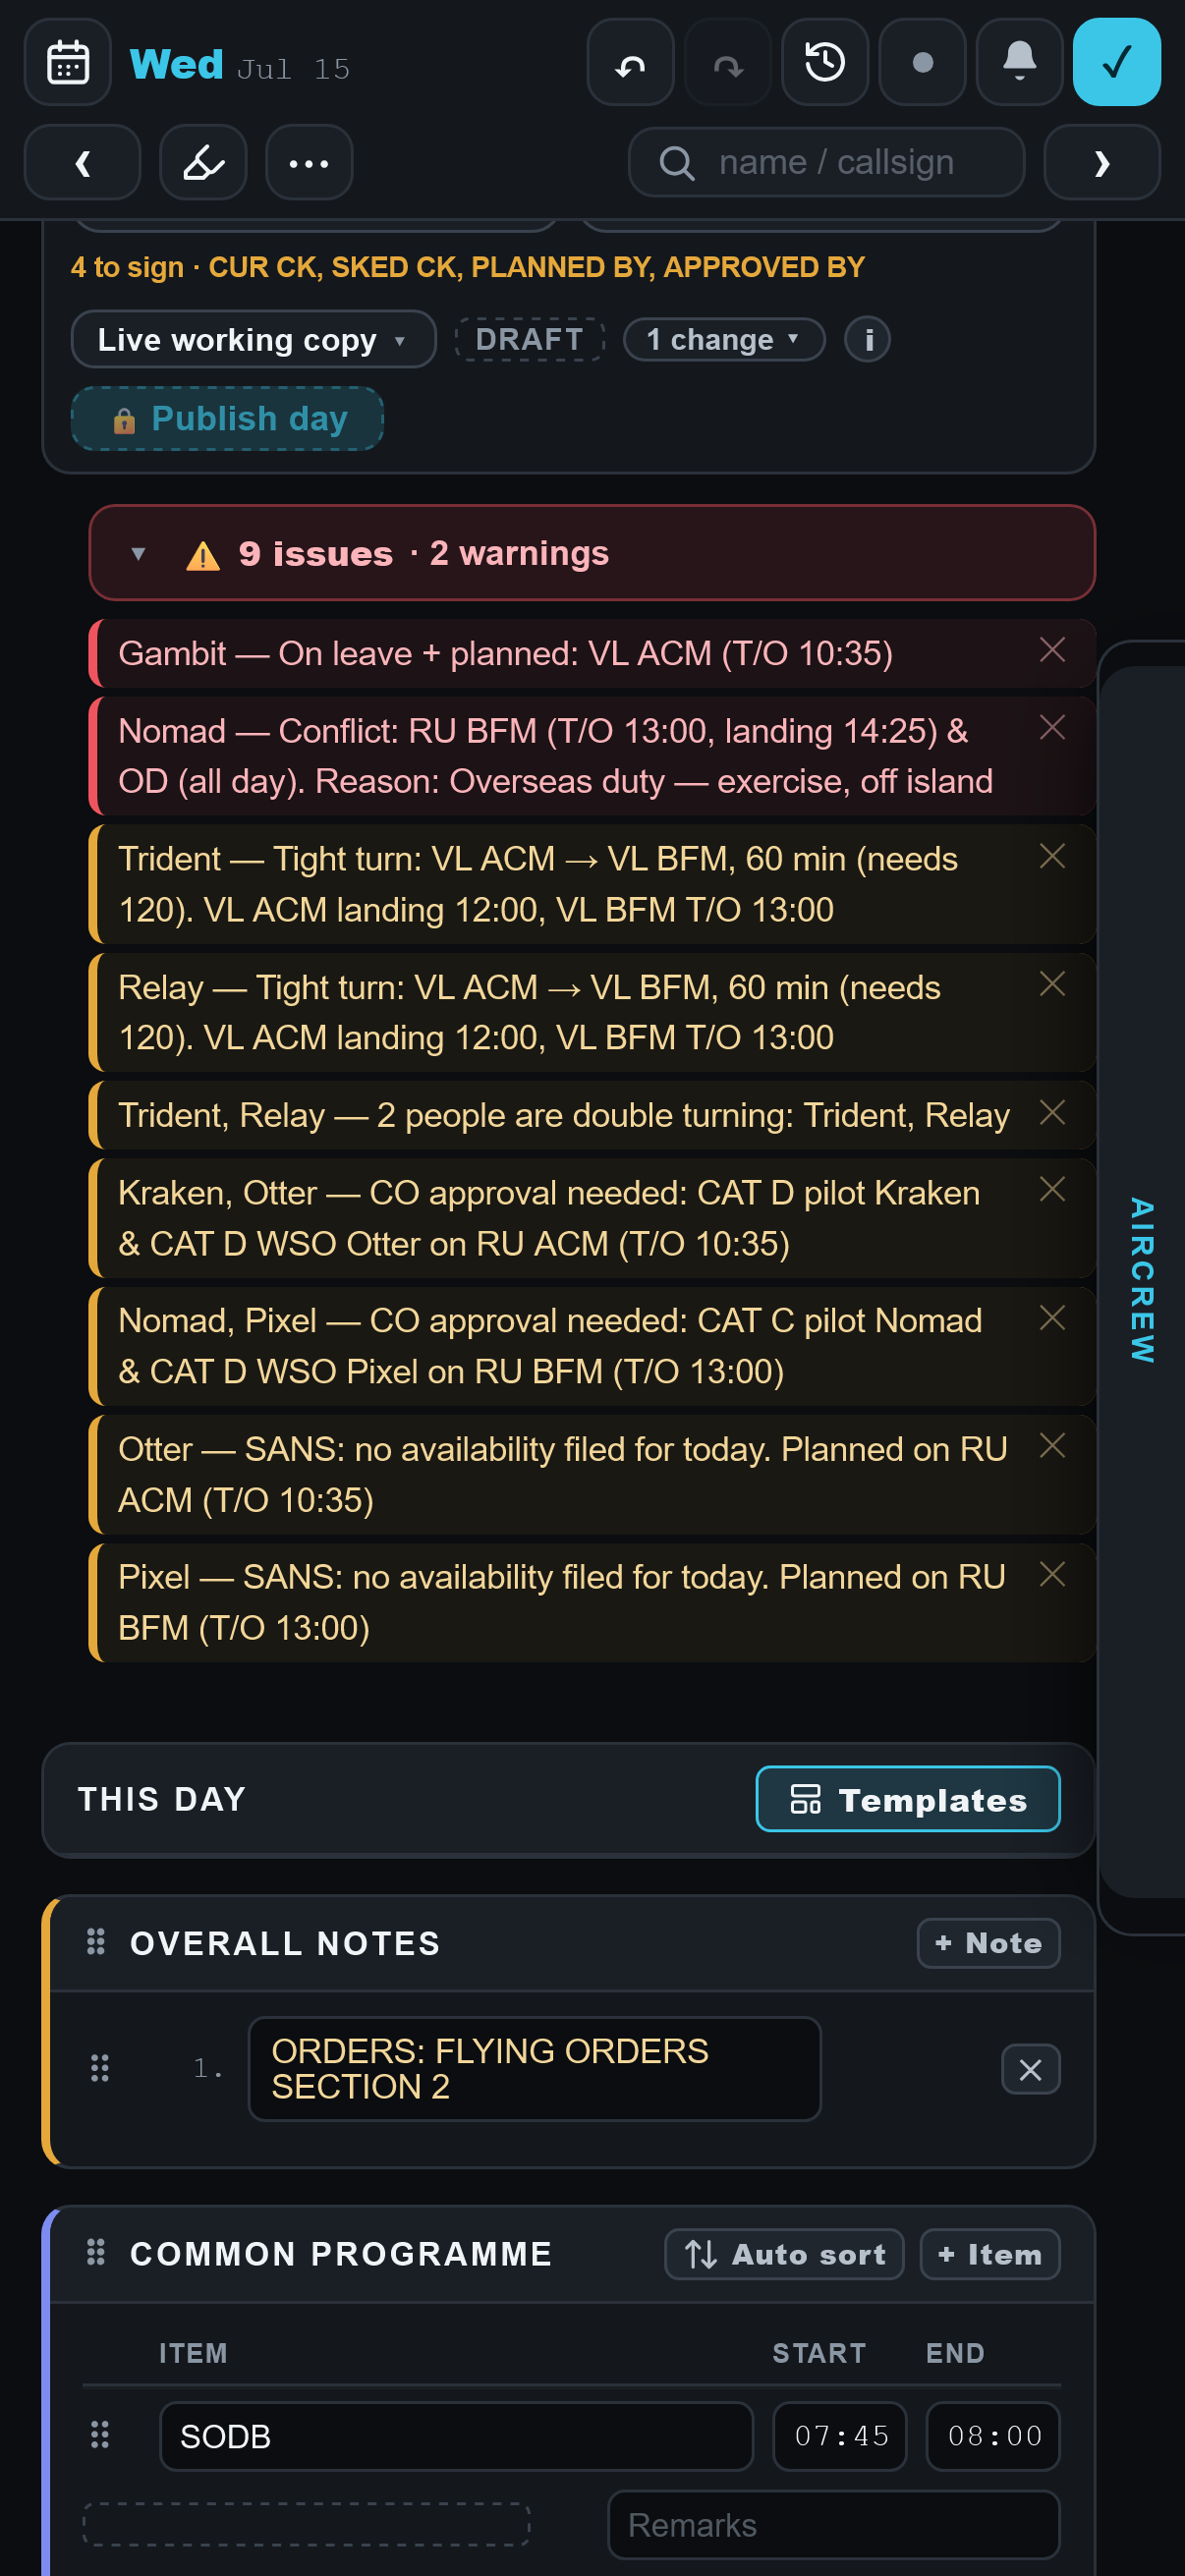 Wed Jul 15
name / callsign
4 to sign · CUR CK, SKED CK, PLANNED BY, APPROVED BY
Live working copy ▾ DRAFT 1 change ▾ i
Publish day
9 issues · 2 warnings
Gambit — On leave + planned: VL ACM (T/O 10:35)
Nomad — Conflict: RU BFM (T/O 13:00, landing 14:25) &
OD (all day). Reason: Overseas duty — exercise, off island
Trident — Tight turn: VL ACM → VL BFM, 60 min (needs
120). VL ACM landing 12:00, VL BFM T/O 13:00
Relay — Tight turn: VL ACM → VL BFM, 60 min (needs
120). VL ACM landing 12:00, VL BFM T/O 13:00
Trident, Relay — 2 people are double turning: Trident, Relay
Kraken, Otter — CO approval needed: CAT D pilot Kraken
& CAT D WSO Otter on RU ACM (T/O 10:35)
Nomad, Pixel — CO approval needed: CAT C pilot Nomad
& CAT D WSO Pixel on RU BFM (T/O 13:00)
Otter — SANS: no availability filed for today. Planned on RU
ACM (T/O 10:35)
Pixel — SANS: no availability filed for today. Planned on RU
BFM (T/O 13:00)
AIRCREW
THIS DAY
Templates
OVERALL NOTES
+ Note
1.
ORDERS: FLYING ORDERS
SECTION 2
COMMON PROGRAMME
Auto sort
+ Item
ITEM START END
SODB 07:45 08:00
Remarks